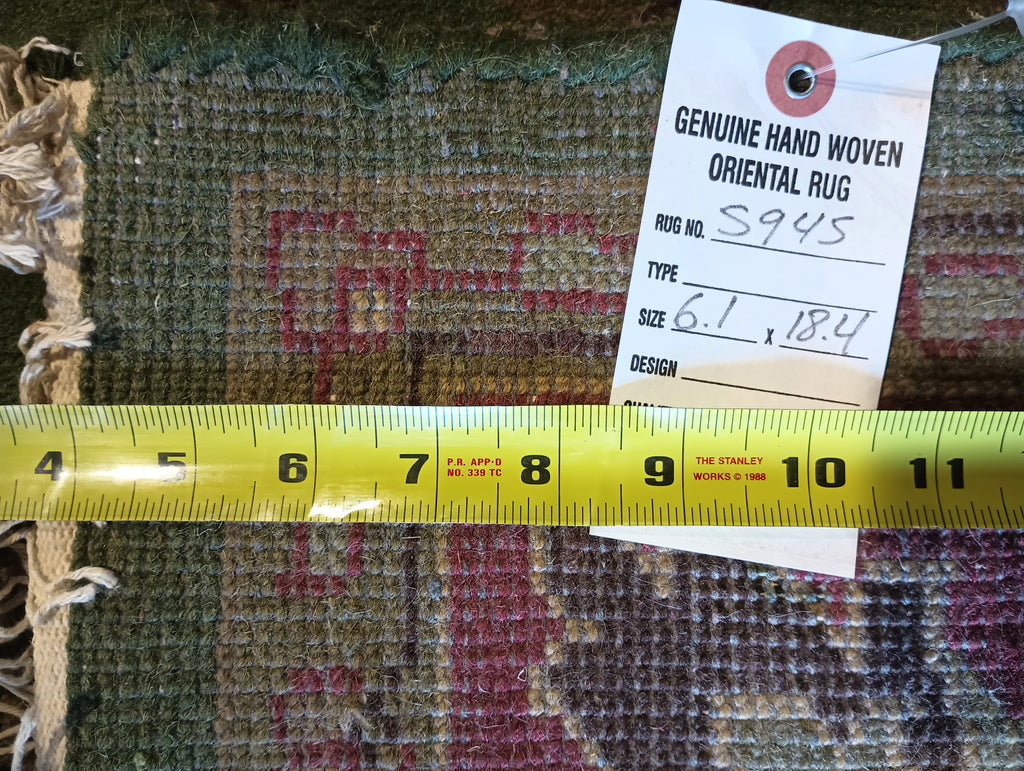 GENUINE HAND WOVEN
ORIENTAL RUG
RUG NO. S945
TYPE
SIZE 6.1 x 18.4
DESIGN
4 5 6 7 P.R. APP'D 8 9 THE STANLEY 10 11
NO. 339 TC WORKS © 1988